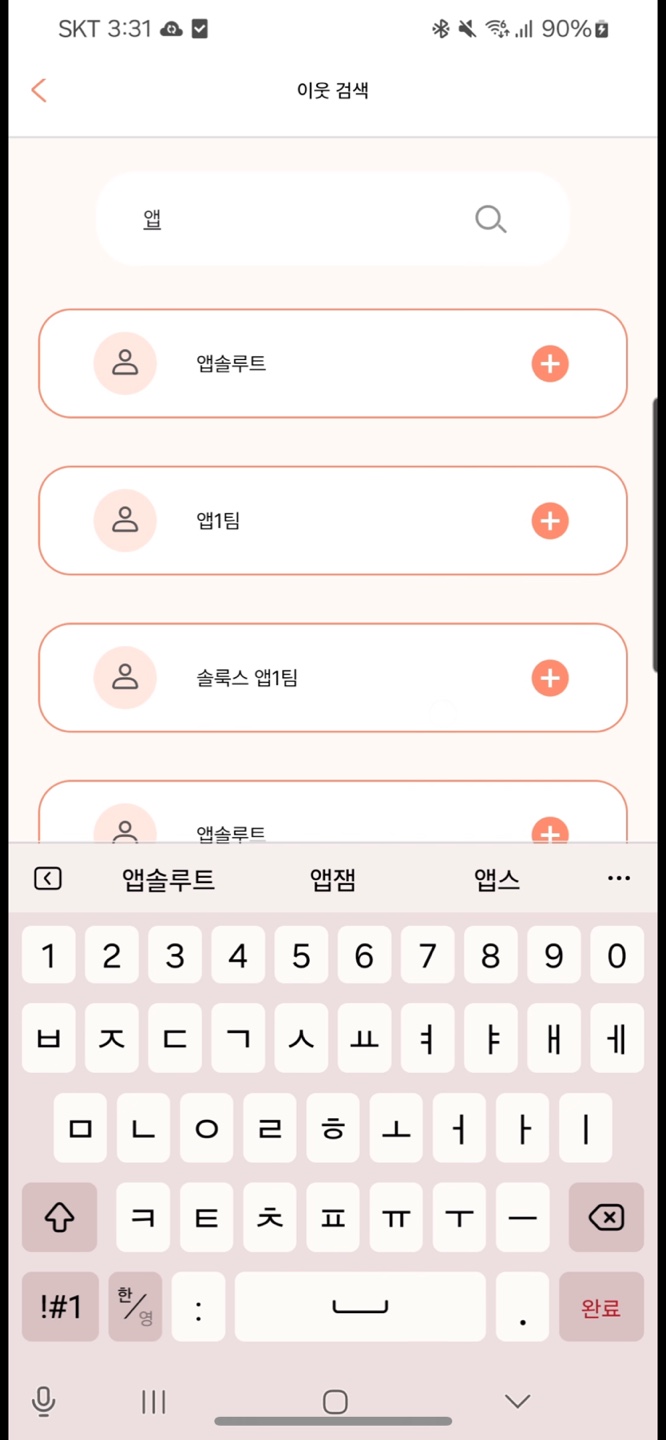 SKT 3:31 90%
이웃 검색
앱
앱솔루트
앱1팀
솔룩스 앱1팀
앱솔루트
앱솔루트 앱잼 앱스 ...
1 2 3 4 5 6 7 8 9 0
ㅂ ㅈ ㄷ ㄱ ㅅ ㅛ ㅕ ㅑ ㅐ ㅔ
ㅁ ㄴ ㅇ ㄹ ㅎ ㅗ ㅓ ㅏ ㅣ
ㅋ ㅌ ㅊ ㅍ ㅠ ㅜ ㅡ
!#1 한/영 : . 완료